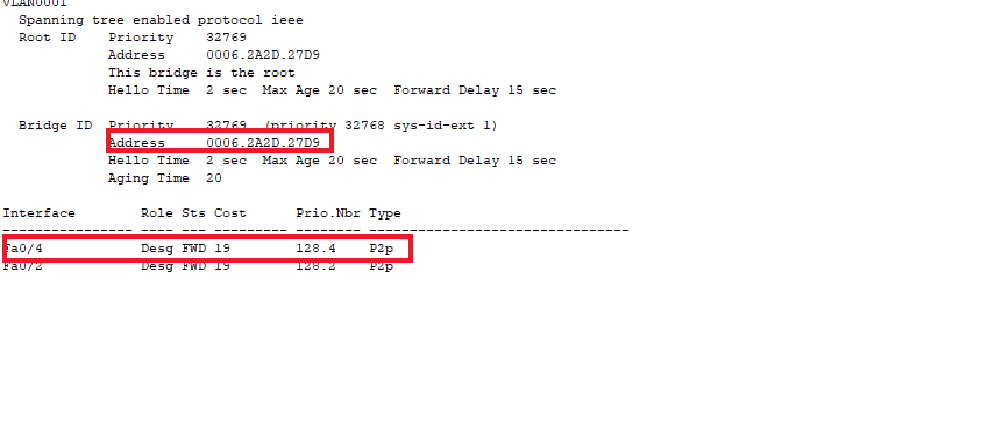 VLAN0001
Spanning tree enabled protocol ieee
Root ID Priority 32769
Address 0006.2A2D.27D9
This bridge is the root
Hello Time 2 sec Max Age 20 sec Forward Delay 15 sec
Bridge ID Priority 32769 (priority 32768 sys-id-ext 1)
Address 0006.2A2D.27D9
Hello Time 2 sec Max Age 20 sec Forward Delay 15 sec
Aging Time 20
Interface Role Sts Cost Prio.Nbr Type
---------------- ---- --- --------- -------- --------------------------------
Fa0/4 Desg FWD 19 128.4 P2p
Fa0/2 Desg FWD 19 128.2 P2p